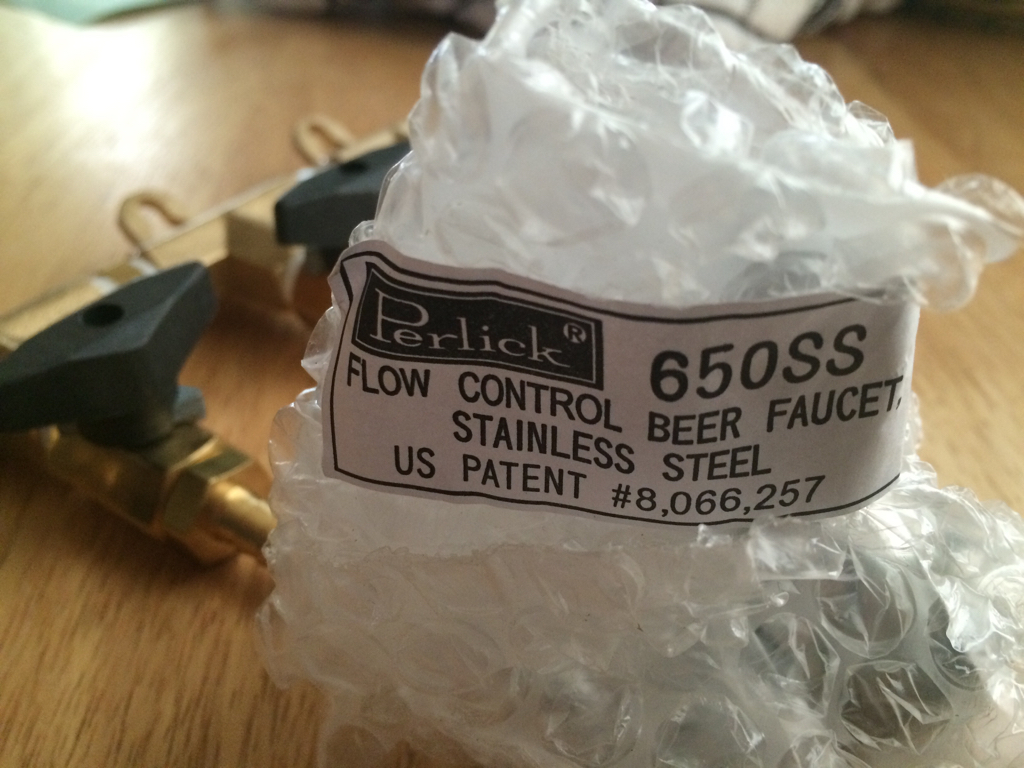 Perlick® 650SS
FLOW CONTROL BEER FAUCET,
STAINLESS STEEL
US PATENT #8,066,257